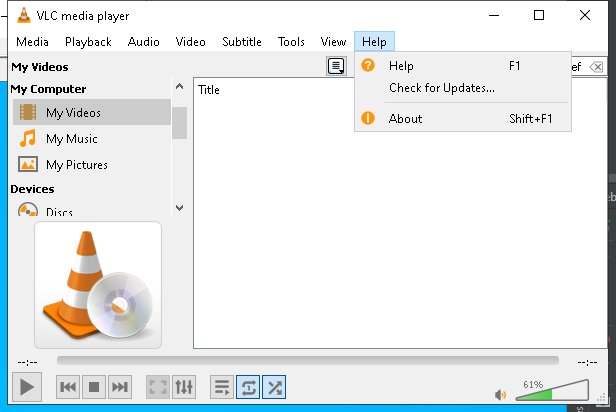 VLC media player
Media Playback Audio Video Subtitle Tools View Help
My Videos
ef
Help F1
Check for Updates...
About Shift+F1
My Computer
My Videos
My Music
My Pictures
Devices
Discs
Title
--:-- --:--
61%